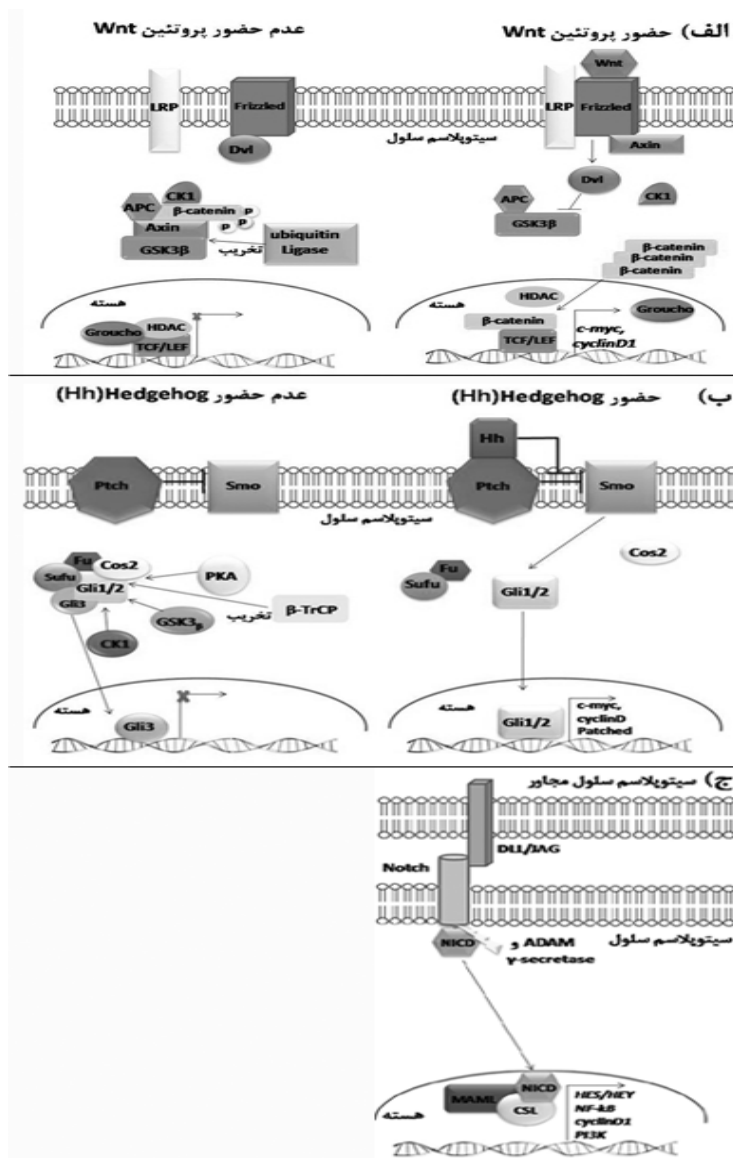 الف) حضور پروتئین Wnt
عدم حضور پروتئین Wnt
Wnt
LRP
Frizzled
Axin
سیتوپلاسم سلول
Dvl
APC
GSK3β
CK1
β-catenin
β-catenin
β-catenin
هسته
HDAC
β-catenin
TCF/LEF
Groucho
c-myc,
cyclinD1
LRP
Frizzled
Dvl
CK1
APC
β-catenin
P
P
P
Axin
GSK3β
تخریب
ubiquitin
Ligase
هسته
Groucho
HDAC
TCF/LEF
ب) حضور Hedgehog(Hh)
عدم حضور Hedgehog(Hh)
Hh
Ptch
Smo
سیتوپلاسم سلول
Cos2
Fu
Sufu
Gli1/2
هسته
Gli1/2
c-myc,
cyclinD
Patched
Ptch
Smo
Fu
Cos2
Sufu
Gli1/2
Gli3
PKA
β-TrCP
تخریب
GSK3β
CK1
هسته
Gli3
ج) سیتوپلاسم سلول مجاور
DLL/JAG
Notch
سیتوپلاسم سلول
NICD
و ADAM
γ-secretase
هسته
MAML
NICD
CSL
HES/HEY
NF-kB
cyclinD1
PI3K